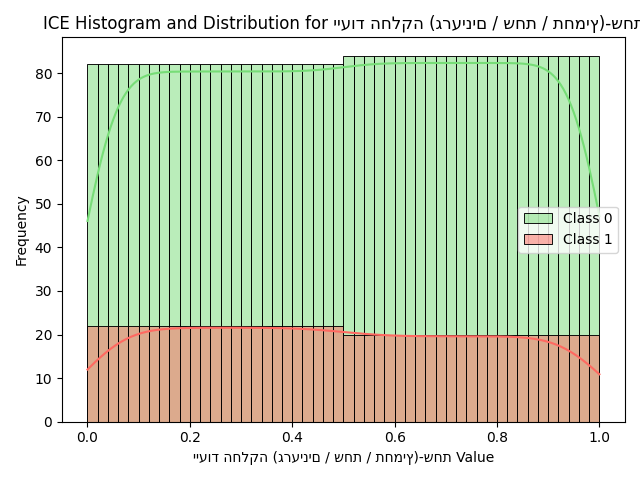 ICE Histogram and Distribution for ייעוד החלקה (גרעינים / שחת / תחמיץ)-שחת
80
70
60
50
40
30
20
10
0
Frequency
Class 0
Class 1
0.0 0.2 0.4 0.6 0.8 1.0
ייעוד החלקה (גרעינים / שחת / תחמיץ)-שחת Value